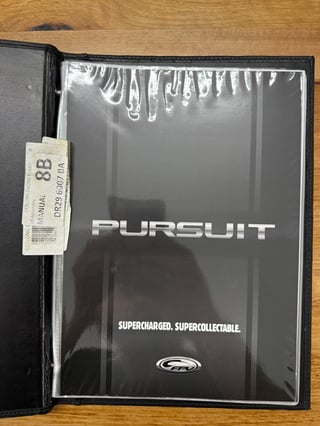 8B
MANUAL
DR29 6007 BA
PURSUIT
SUPERCHARGED. SUPERCOLLECTABLE.